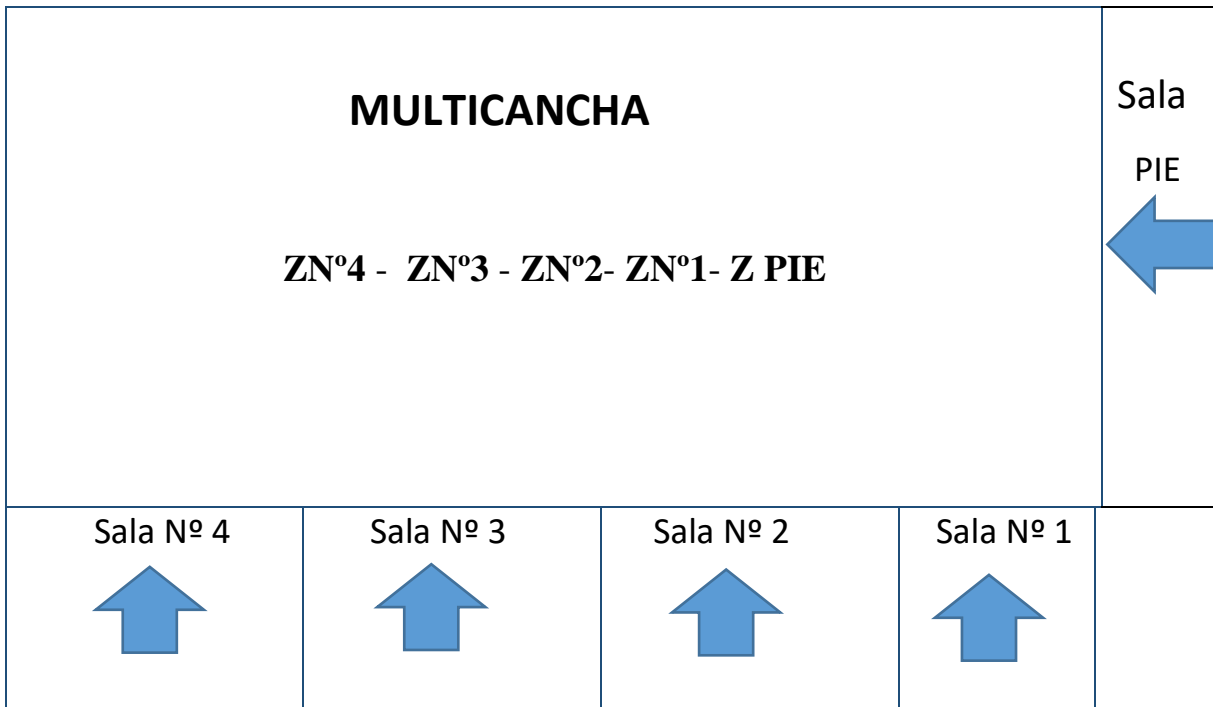 MULTICANCHA
Sala
PIE
ZNº4 - ZNº3 - ZNº2- ZNº1- Z PIE
Sala Nº 4
Sala Nº 3
Sala Nº 2
Sala Nº 1